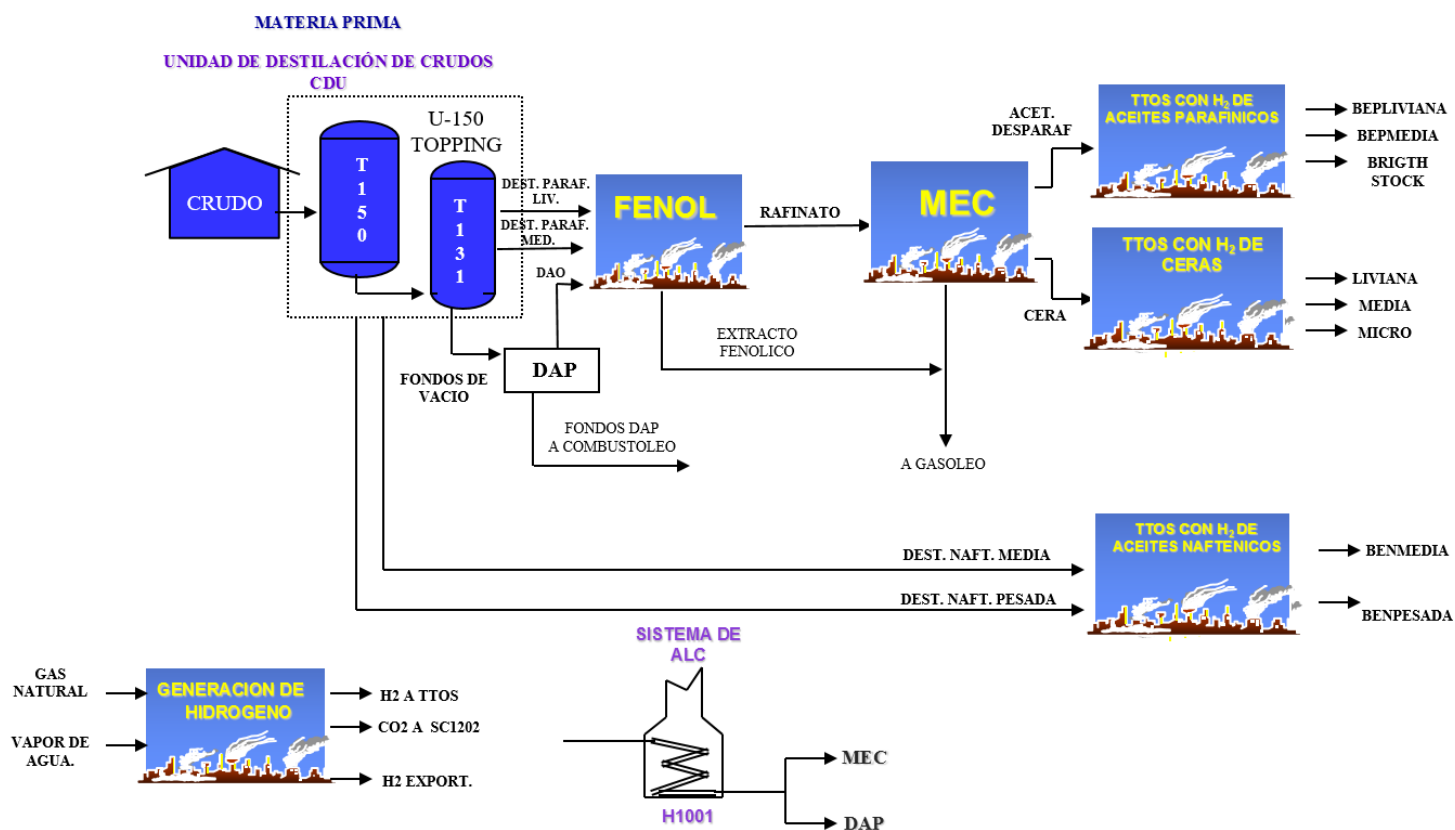 MATERIA PRIMA
UNIDAD DE DESTILACIÓN DE CRUDOS
CDU
U-150
TOPPING
CRUDO
T
1
5
0
T
1
3
1
DEST. PARAF.
LIV.
DEST. PARAF.
MED.
DAO
FENOL
RAFINATO
MEC
ACET.
DESPARAF
CERA
TTOS CON H2 DE
ACEITES PARAFINICOS
BEPLIVIANA
BEPMEDIA
BRIGTH
STOCK
TTOS CON H2 DE
CERAS
LIVIANA
MEDIA
MICRO
FONDOS DE
VACIO
DAP
EXTRACTO
FENOLICO
FONDOS DAP
A COMBUSTOLEO
A GASOLEO
DEST. NAFT. MEDIA
DEST. NAFT. PESADA
TTOS CON H2 DE
ACEITES NAFTENICOS
BENMEDIA
BENPESADA
GAS
NATURAL
VAPOR DE
AGUA.
GENERACION DE
HIDROGENO
H2 A TTOS
CO2 A SC1202
H2 EXPORT.
SISTEMA DE
ALC
H1001
MEC
DAP